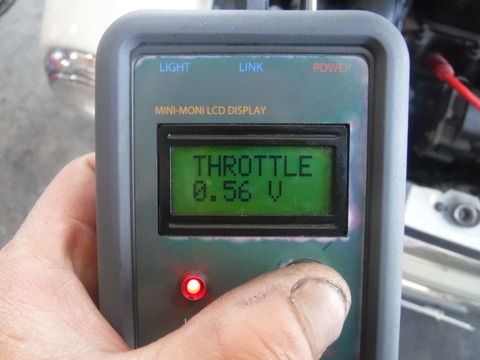 LIGHT LINK POWER
MINI-MONI LCD DISPLAY
THROTTLE
0.56 V